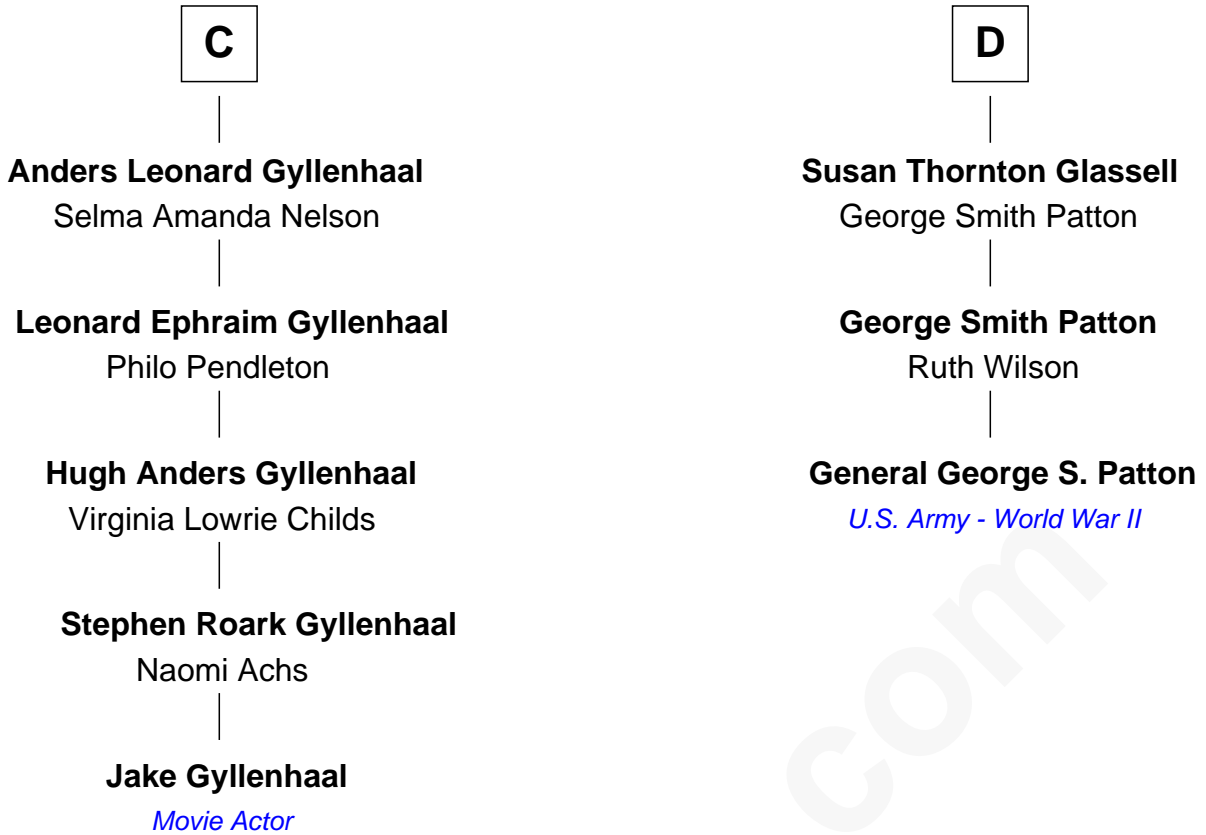 C
Anders Leonard Gyllenhaal
Selma Amanda Nelson
Leonard Ephraim Gyllenhaal
Philo Pendleton
Hugh Anders Gyllenhaal
Virginia Lowrie Childs
Stephen Roark Gyllenhaal
Naomi Achs
Jake Gyllenhaal
Movie Actor
D
Susan Thornton Glassell
George Smith Patton
George Smith Patton
Ruth Wilson
General George S. Patton
U.S. Army - World War II
com